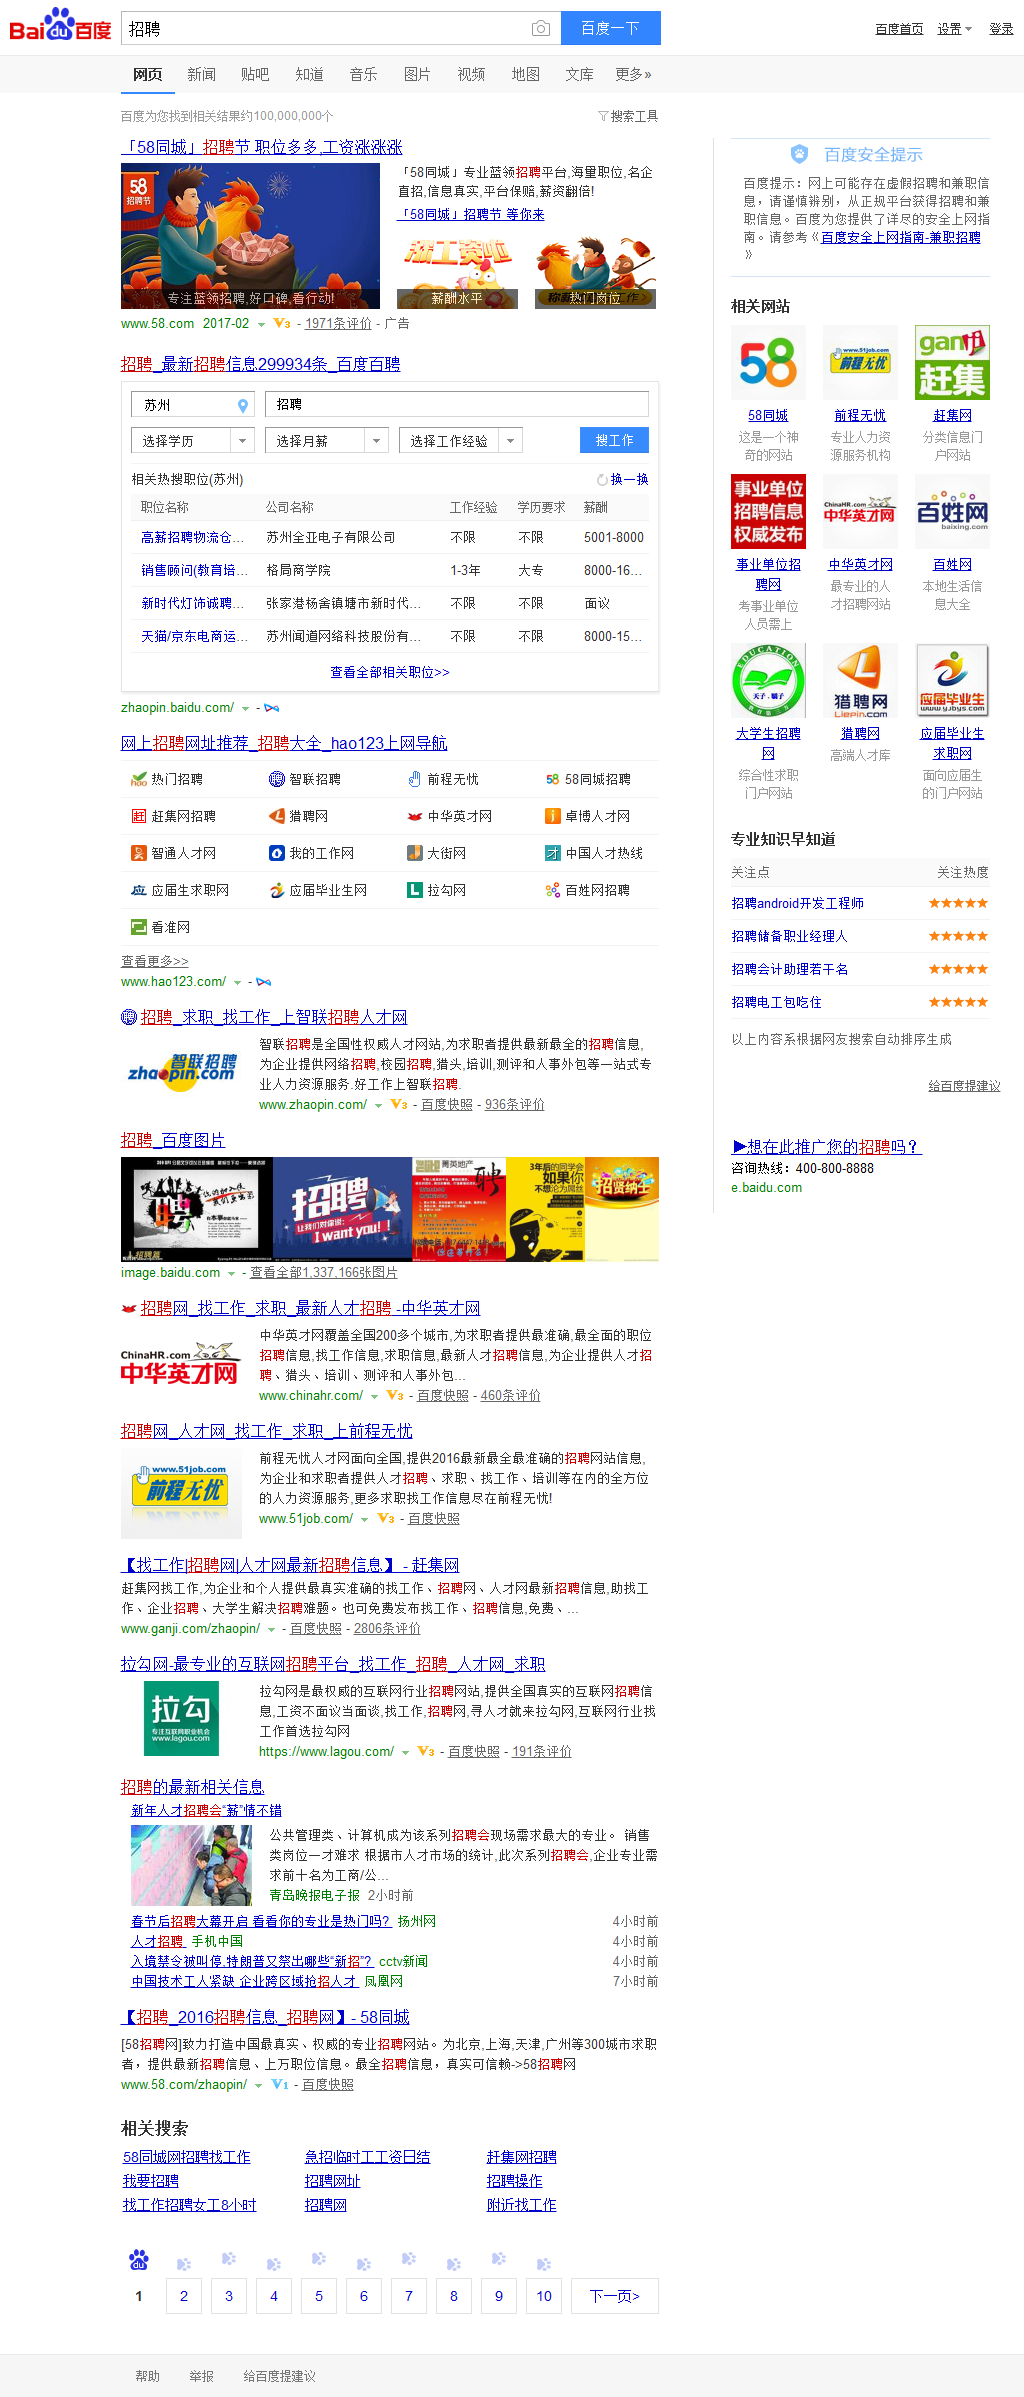 Bai du 百度
招聘
百度一下
百度首页 设置 登录
网页 新闻 贴吧 知道 音乐 图片 视频 地图 文库 更多»
百度为您找到相关结果约100,000,000个
搜索工具
「58同城」招聘节 职位多多,工资涨涨涨
58
招聘节
专注蓝领招聘,好口碑,看行动!
「58同城」专业蓝领招聘平台,海量职位,名企
直招,信息真实,平台保赔,薪资翻倍!
「58同城」招聘节 等你来
涨工资啦
薪酬水平
热门岗位
www.58.com 2017-02 V3 - 1971条评价 - 广告
招聘_最新招聘信息299934条_百度百聘
苏州
招聘
选择学历 选择月薪 选择工作经验 搜工作
相关热搜职位(苏州) 换一换
职位名称 公司名称 工作经验 学历要求 薪酬
高薪招聘物流仓... 苏州全亚电子有限公司 不限 不限 5001-8000
销售顾问(教育培... 格局商学院 1-3年 大专 8000-16...
新时代灯饰诚聘... 张家港杨舍镇塘市新时代... 不限 不限 面议
天猫/京东电商运... 苏州闻道网络科技股份有... 不限 不限 8000-15...
查看全部相关职位>>
zhaopin.baidu.com/ -
网上招聘网址推荐_招聘大全_hao123上网导航
热门招聘 智联招聘 前程无忧 58同城招聘
赶集网招聘 猎聘网 中华英才网 卓博人才网
智通人才网 我的工作网 大街网 中国人才热线
应届生求职网 应届毕业生网 拉勾网 百姓网招聘
看准网
查看更多>>
www.hao123.com/ -
招聘_求职_找工作_上智联招聘人才网
智联招聘
zhaopin.com
智联招聘是全国性权威人才网站,为求职者提供最新最全的招聘信息,
为企业提供网络招聘,校园招聘,猎头,培训,测评和人事外包等一站式专
业人力资源服务.好工作上智联招聘.
www.zhaopin.com/ V3 - 百度快照 - 936条评价
招聘_百度图片
招聘
让我们对你说:
I want you!!
菁英地产
聘
3年后的同学会
如果你
不想沦为屌丝
招贤纳士
image.baidu.com - 查看全部1,337,166张图片
招聘网_找工作_求职_最新人才招聘 -中华英才网
ChinaHR.com
中华英才网
中华英才网覆盖全国200多个城市,为求职者提供最准确,最全面的职位
招聘信息,找工作信息,求职信息,最新人才招聘信息,为企业提供人才招
聘、猎头、培训、测评和人事外包...
www.chinahr.com/ V3 - 百度快照 - 460条评价
招聘网_人才网_找工作_求职_上前程无忧
www.51job.com
前程无忧
前程无忧人才网面向全国,提供2016最新最全最准确的招聘网站信息,
为企业和求职者提供人才招聘、求职、找工作、培训等在内的全方位
的人力资源服务,更多求职找工作信息尽在前程无忧!
www.51job.com/ V3 - 百度快照
【找工作|招聘网|人才网最新招聘信息】 - 赶集网
赶集网找工作,为企业和个人提供最真实准确的找工作、招聘网、人才网最新招聘信息,助找工
作、企业招聘、大学生解决招聘难题。也可免费发布找工作、招聘信息,免费、...
www.ganji.com/zhaopin/ - 百度快照 - 2806条评价
拉勾网-最专业的互联网招聘平台_找工作_招聘_人才网_求职
拉勾
专注互联网职业机会
www.lagou.com
拉勾网是最权威的互联网行业招聘网站,提供全国真实的互联网招聘信
息,工资不面议当面谈,找工作,招聘网,寻人才就来拉勾网,互联网行业找
工作首选拉勾网
https://www.lagou.com/ V3 - 百度快照 - 191条评价
招聘的最新相关信息
新年人才招聘会“薪”情不错
公共管理类、计算机成为该系列招聘会现场需求最大的专业。 销售
类岗位一才难求 根据市人才市场的统计,此次系列招聘会,企业专业需
求前十名为工商/公...
青岛晚报电子报 2小时前
春节后招聘大幕开启 看看你的专业是热门吗? 扬州网 4小时前
人才招聘 手机中国 4小时前
入境禁令被叫停,特朗普又祭出哪些“新招”? cctv新闻 4小时前
中国技术工人紧缺 企业跨区域抢招人才 凤凰网 7小时前
【招聘_2016招聘信息_招聘网】- 58同城
[58招聘网]致力打造中国最真实、权威的专业招聘网站。为北京,上海,天津,广州等300城市求职
者，提供最新招聘信息、上万职位信息。最全招聘信息，真实可信赖->58招聘网
www.58.com/zhaopin/ V1 - 百度快照
相关搜索
58同城网招聘找工作 急招临时工工资日结 赶集网招聘
我要招聘 招聘网址 招聘操作
找工作招聘女工8小时 招聘网 附近找工作
du
1 2 3 4 5 6 7 8 9 10 下一页>
帮助 举报 给百度提建议
百度安全提示
百度提示：网上可能存在虚假招聘和兼职信
息，请谨慎辨别，从正规平台获得招聘和兼
职信息。百度为您提供了详尽的安全上网指
南。请参考《百度安全上网指南-兼职招聘
》
相关网站
58
www.51job.com
前程无忧
gan
赶集
58同城 前程无忧 赶集网
这是一个神 专业人力资 分类信息门
奇的网站 源服务机构 户网站
事业单位
招聘信息
权威发布
ChinaHR.com
中华英才网
百姓网
baixing.com
事业单位招 中华英才网 百姓网
聘网
最专业的人 本地生活信
才招聘网站 息大全
考事业单位
人员需上
EDUCATION
天子·骄子
猎聘网
Liepin.com
应届毕业生
www.yjbys.com
大学生招聘 猎聘网 应届毕业生
网 求职网
高端人才库
综合性求职 面向应届生
门户网站 的门户网站
专业知识早知道
关注点 关注热度
招聘android开发工程师
招聘储备职业经理人
招聘会计助理若干名
招聘电工包吃住
以上内容系根据网友搜索自动排序生成
给百度提建议
▶想在此推广您的招聘吗？
咨询热线：400-800-8888
e.baidu.com